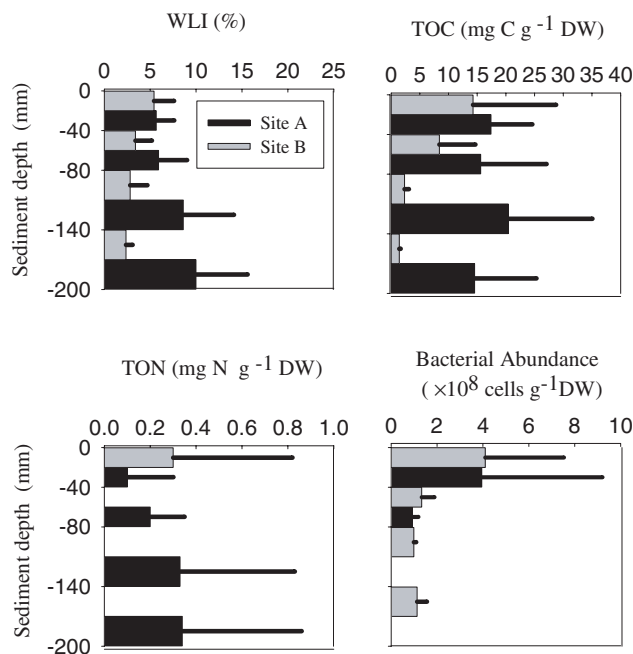 WLI (%)
0 5 10 15 20 25
TOC (mg C g -1 DW)
0 5 10 15 20 25 30 35 40
Sediment depth (mm)
0
-40
-80
-140
-200
Site A
Site B
TON (mg N g -1 DW)
0.0 0.2 0.4 0.6 0.8 1.0
Bacterial Abundance
( ×10⁸ cells g-1DW)
0 2 4 6 8 10
Sediment depth (mm)
0
-40
-80
-140
-200